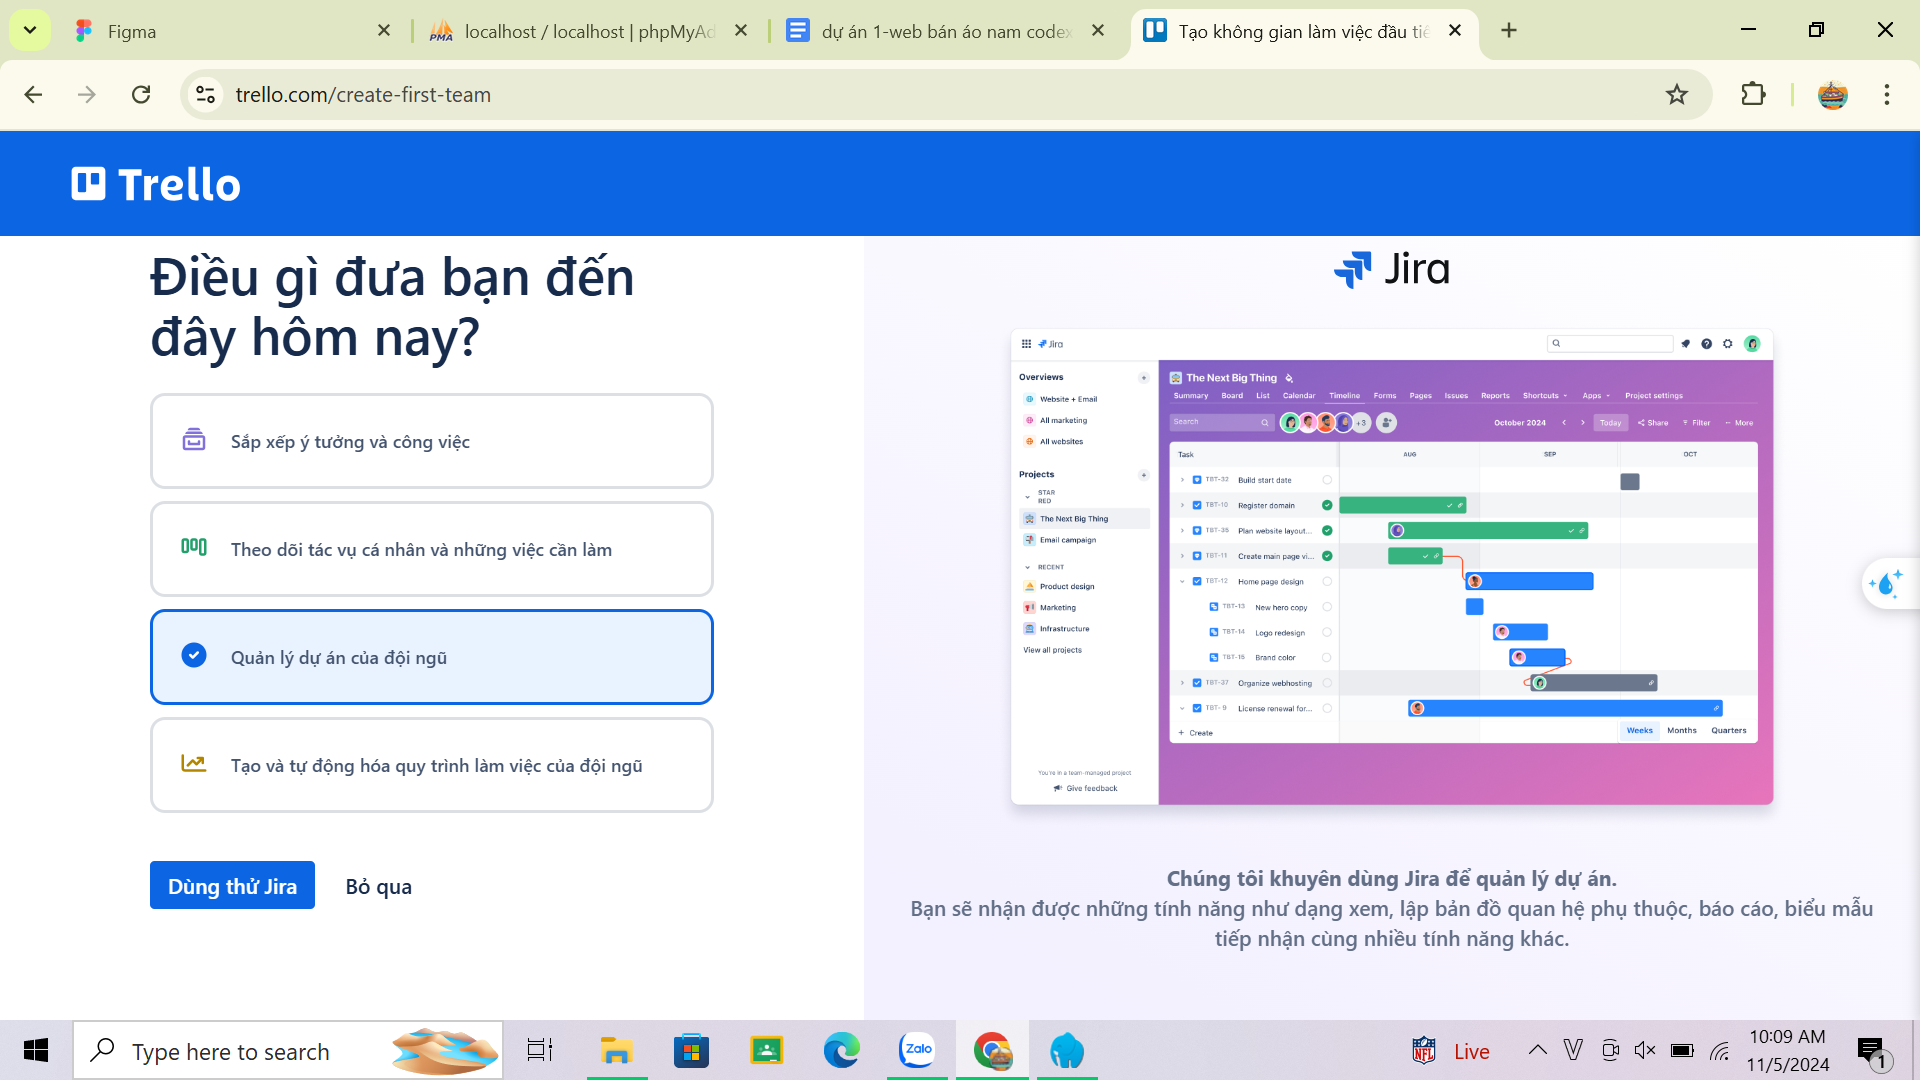 Figma
localhost / localhost | phpMyAd
dự án 1-web bán áo nam codex
Tạo không gian làm việc đầu tiê
trello.com/create-first-team
Trello
Điều gì đưa bạn đến
đây hôm nay?
Sắp xếp ý tưởng và công việc
Theo dõi tác vụ cá nhân và những việc cần làm
Quản lý dự án của đội ngũ
Tạo và tự động hóa quy trình làm việc của đội ngũ
Dùng thử Jira
Bỏ qua
Jira
Jira
Overviews
Website + Email
All marketing
All websites
Projects
STAR
RED
The Next Big Thing
Email campaign
RECENT
Product design
Marketing
Infrastructure
View all projects
You're in a team-managed project
Give feedback
The Next Big Thing
Summary Board List Calendar Timeline Forms Pages Issues Reports Shortcuts Apps Project settings
Search
+3
October 2024
Today
Share
Filter
More
Task
AUG
SEP
OCT
TBT-32 Build start date
TBT-10 Register domain
TBT-35 Plan website layout...
TBT-11 Create main page vi...
TBT-12 Home page design
TBT-13 New hero copy
TBT-14 Logo redesign
TBT-15 Brand color
TBT-37 Organize webhosting
TBT-9 License renewal for...
+ Create
Weeks Months Quarters
Chúng tôi khuyên dùng Jira để quản lý dự án.
Bạn sẽ nhận được những tính năng như dạng xem, lập bản đồ quan hệ phụ thuộc, báo cáo, biểu mẫu
tiếp nhận cùng nhiều tính năng khác.
Type here to search
Zalo
NFL
Live
10:09 AM
11/5/2024
1